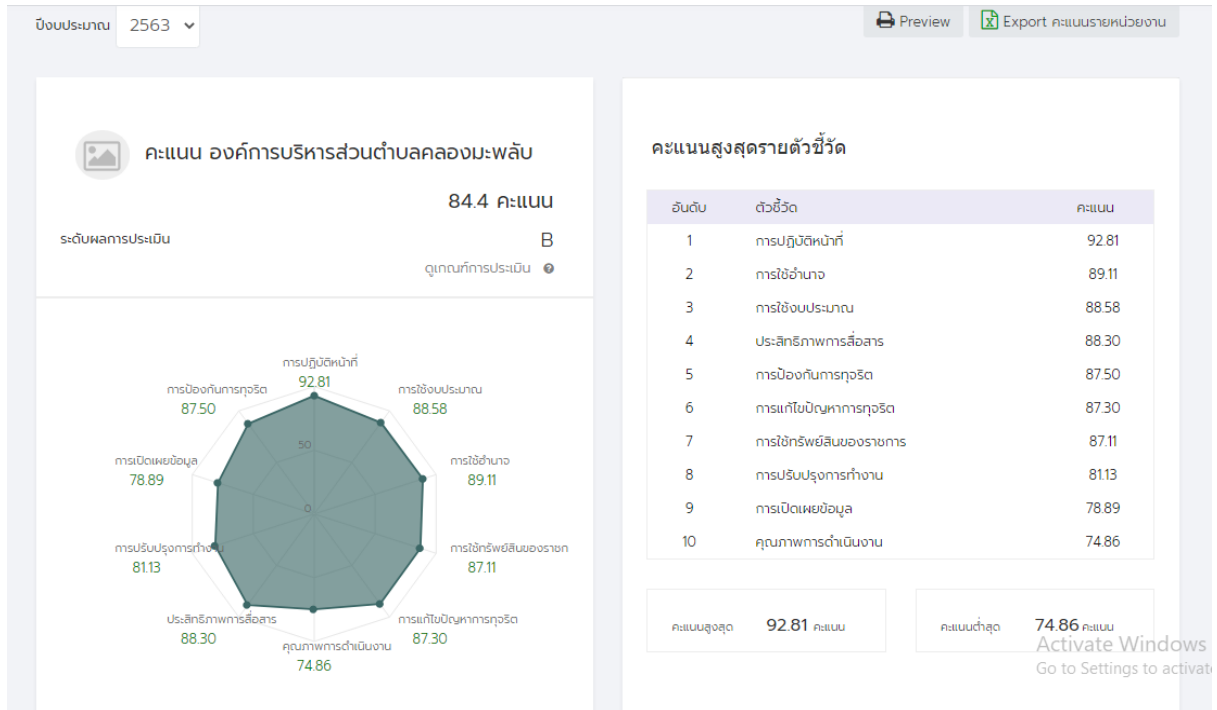 ปีงบประมาณ 2563 Preview Export คะแนนรายหน่วยงาน
คะแนน องค์การบริหารส่วนตำบลคลองมะพลับ
84.4 คะแนน
ระดับผลการประเมิน B
ดูเกณฑ์การประเมิน
การปฏิบัติหน้าที่
92.81
การป้องกันการทุจริต
87.50
การใช้งบประมาณ
88.58
50
การเปิดเผยข้อมูล
78.89
การใช้อำนาจ
89.11
0
การปรับปรุงการทำงาน
81.13
การใช้ทรัพย์สินของราชก
87.11
ประสิทธิภาพการสื่อสาร
88.30
การแก้ไขปัญหาการทุจริต
87.30
คุณภาพการดำเนินงาน
74.86
คะแนนสูงสุดรายตัวชี้วัด
อันดับ ตัวชี้วัด คะแนน
1 การปฏิบัติหน้าที่ 92.81
2 การใช้อำนาจ 89.11
3 การใช้งบประมาณ 88.58
4 ประสิทธิภาพการสื่อสาร 88.30
5 การป้องกันการทุจริต 87.50
6 การแก้ไขปัญหาการทุจริต 87.30
7 การใช้ทรัพย์สินของราชการ 87.11
8 การปรับปรุงการทำงาน 81.13
9 การเปิดเผยข้อมูล 78.89
10 คุณภาพการดำเนินงาน 74.86
คะแนนสูงสุด 92.81 คะแนน คะแนนต่ำสุด 74.86 คะแนน
Activate Windows
Go to Settings to activate